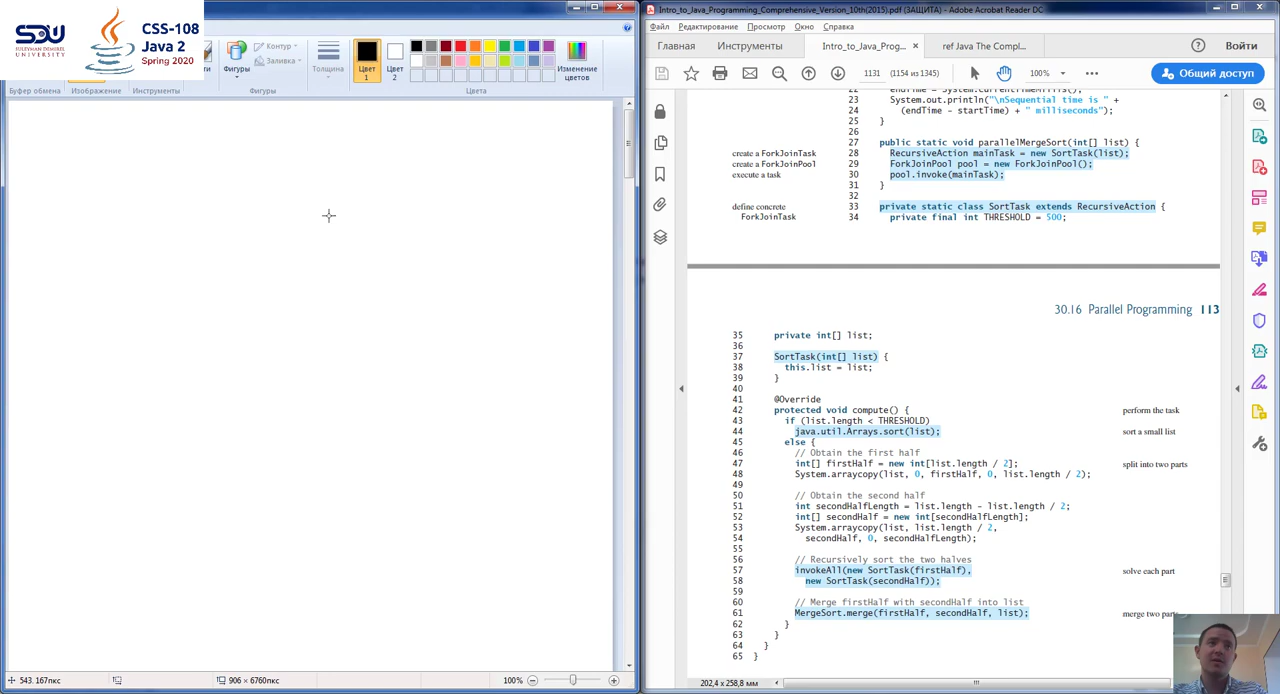 SDU
SULEYMAN DEMIREL
UNIVERSITY
CSS-108
Java 2
Spring 2020
Java
Буфер обмена
Изображение
Инструменты
Фигуры
Контур
Заливка
Фигуры
Толщина
Цвет
1
Цвет
2
Изменение
цветов
Цвета
543. 167пкс
906 × 6760пкс
100%
Intro_to_Java_Programming_Comprehensive_Version_10th(2015).pdf (ЗАЩИТА) - Adobe Acrobat Reader DC
Файл Редактирование Просмотр Окно Справка
Главная
Инструменты
Intro_to_Java_Prog...
ref Java The Compl...
Войти
1131 (1154 из 1345)
100%
Общий доступ
22 endTime = System.currentTimeMillis();
23 System.out.println("\nSequential time is " +
24 (endTime - startTime) + " milliseconds");
25 }
26
27 public static void parallelMergeSort(int[] list) {
create a ForkJoinTask 28 RecursiveAction mainTask = new SortTask(list);
create a ForkJoinPool 29 ForkJoinPool pool = new ForkJoinPool();
execute a task 30 pool.invoke(mainTask);
31 }
32
define concrete 33 private static class SortTask extends RecursiveAction {
ForkJoinTask 34 private final int THRESHOLD = 500;
30.16 Parallel Programming 113
35 private int[] list;
36
37 SortTask(int[] list) {
38 this.list = list;
39 }
40
41 @Override
42 protected void compute() { perform the task
43 if (list.length < THRESHOLD)
44 java.util.Arrays.sort(list); sort a small list
45 else {
46 // Obtain the first half
47 int[] firstHalf = new int[list.length / 2]; split into two parts
48 System.arraycopy(list, 0, firstHalf, 0, list.length / 2);
49
50 // Obtain the second half
51 int secondHalfLength = list.length - list.length / 2;
52 int[] secondHalf = new int[secondHalfLength];
53 System.arraycopy(list, list.length / 2,
54 secondHalf, 0, secondHalfLength);
55
56 // Recursively sort the two halves
57 invokeAll(new SortTask(firstHalf), solve each part
58 new SortTask(secondHalf));
59
60 // Merge firstHalf with secondHalf into list
61 MergeSort.merge(firstHalf, secondHalf, list); merge two parts
62 }
63 }
64 }
65 }
202,4 x 258,8 мм